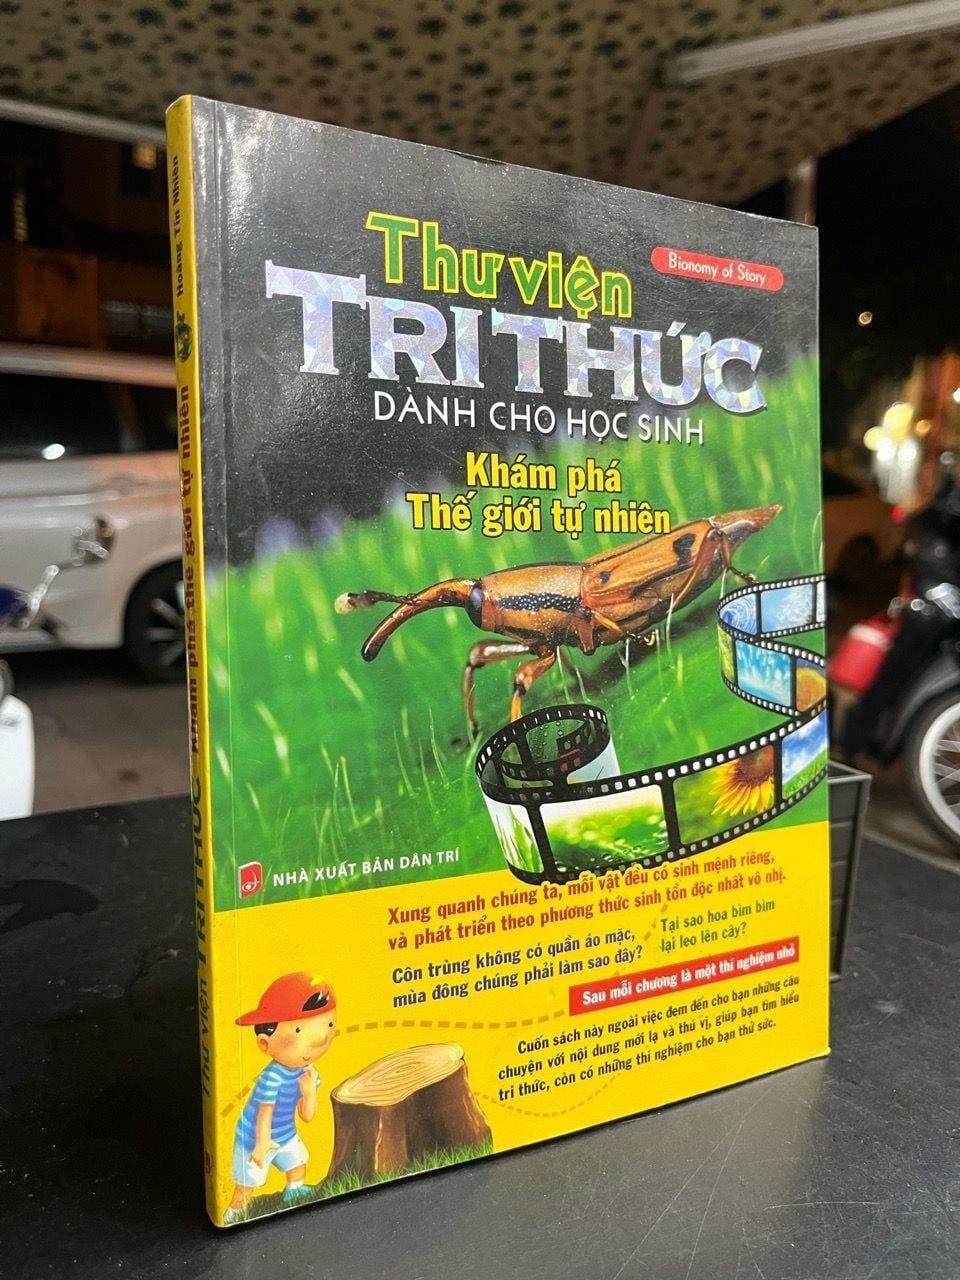 Hoàng Tín Nhiên
Thư viện TRI THỨC Khám phá thế giới tự nhiên
Thư viện
Bionomy of Story
TRI THỨC
DÀNH CHO HỌC SINH
Khám phá
Thế giới tự nhiên
NHÀ XUẤT BẢN DÂN TRÍ
Xung quanh chúng ta, mỗi vật đều có sinh mệnh riêng,
và phát triển theo phương thức sinh tồn độc nhất vô nhị.
Côn trùng không có quần áo mặc,
mùa đông chúng phải làm sao đây?
Tại sao hoa bìm bìm
lại leo lên cây?
Sau mỗi chương là một thí nghiệm nhỏ
Cuốn sách này ngoài việc đem đến cho bạn những câu
chuyện với nội dung mới lạ và thú vị, giúp bạn tìm hiểu
tri thức, còn có những thí nghiệm cho bạn thử sức.